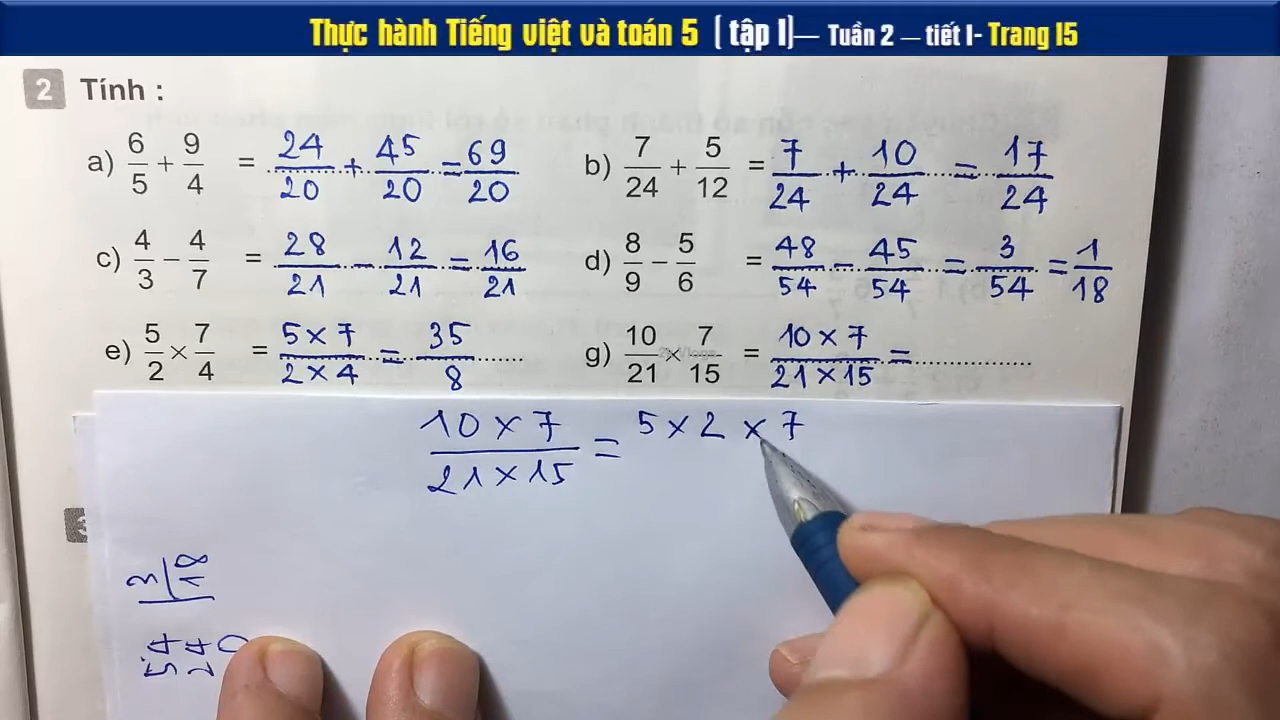 Thực hành Tiếng việt và toán 5 ( tập I)— Tuần 2 – tiết I- Trang 15
2 Tính :
a) 6/5 + 9/4 = 24/20 + 45/20 = 69/20
b) 7/24 + 5/12 = 7/24 + 10/24 = 17/24
c) 4/3 − 4/7 = 28/21 − 12/21 = 16/21
d) 8/9 − 5/6 = 48/54 − 45/54 = 3/54 = 1/18
e) 5/2 × 7/4 = 5 × 7/2 × 4 = 35/8
g) 10/21 × 7/15 = 10 × 7/21 × 15 =
10 × 7/21 × 15 = 5 × 2 × 7
3 18
54